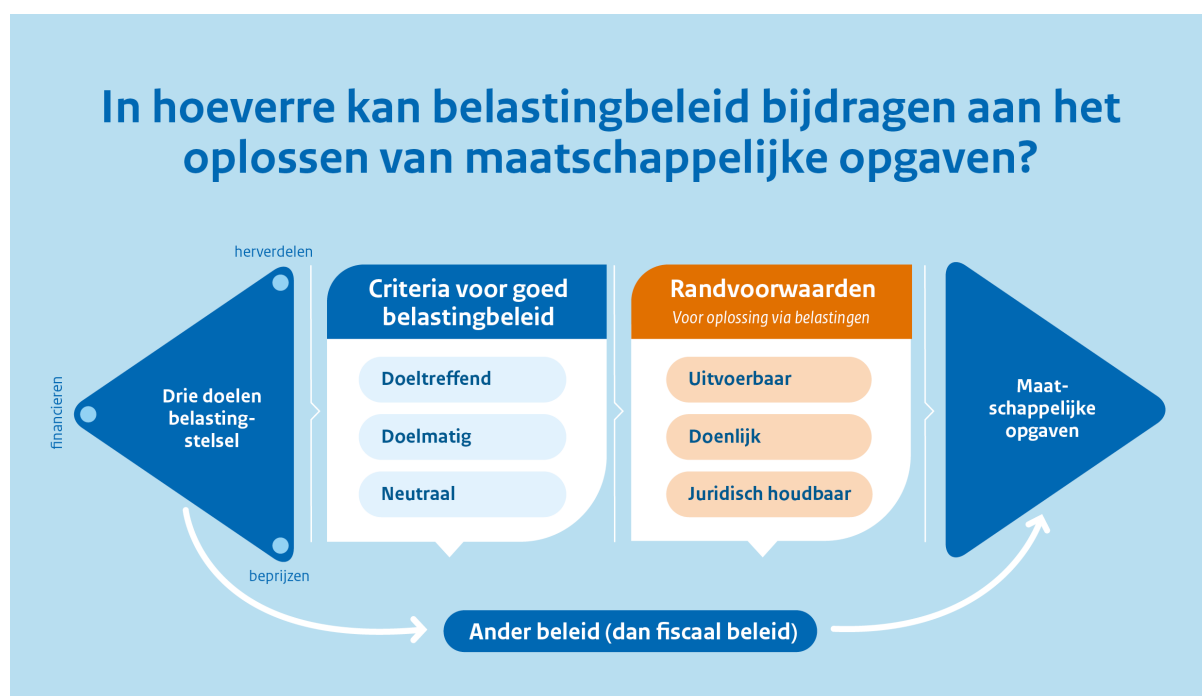 In hoeverre kan belastingbeleid bijdragen aan het
oplossen van maatschappelijke opgaven?
herverdelen
financieren
beprijzen
Drie doelen
belasting-
stelsel
Criteria voor goed
belastingbeleid
Doeltreffend
Doelmatig
Neutraal
Randvoorwaarden
Voor oplossing via belastingen
Uitvoerbaar
Doenlijk
Juridisch houdbaar
Maat-
schappelijke
opgaven
Ander beleid (dan fiscaal beleid)